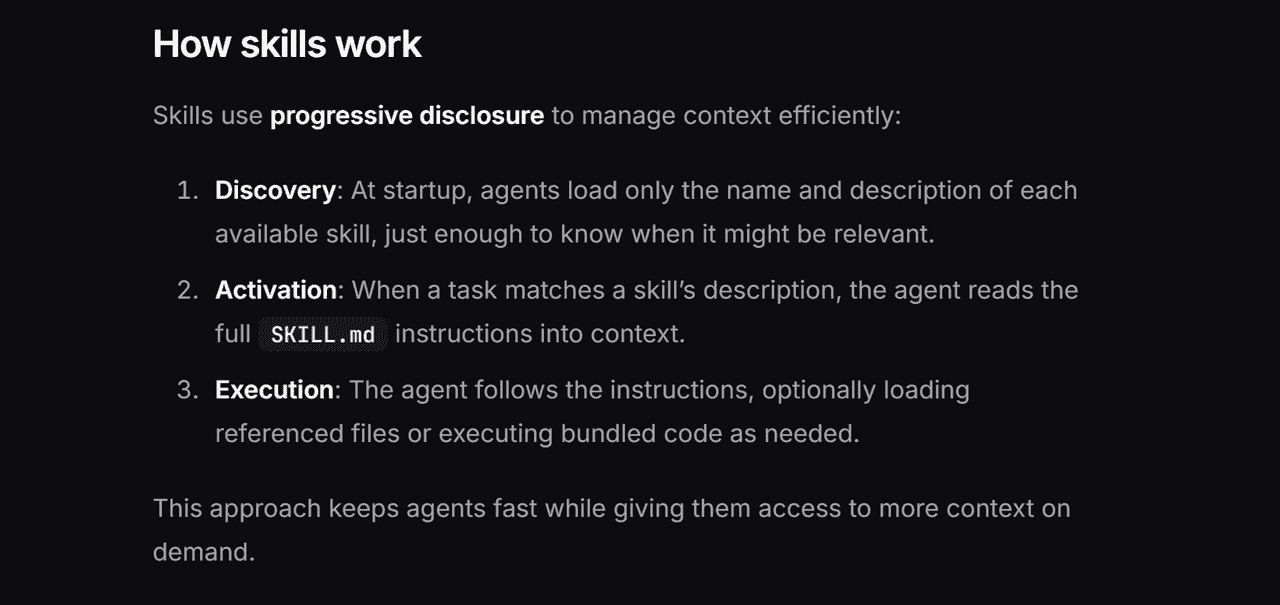 How skills work
Skills use progressive disclosure to manage context efficiently:
1. Discovery: At startup, agents load only the name and description of each
available skill, just enough to know when it might be relevant.
2. Activation: When a task matches a skill’s description, the agent reads the
full SKILL.md instructions into context.
3. Execution: The agent follows the instructions, optionally loading
referenced files or executing bundled code as needed.
This approach keeps agents fast while giving them access to more context on
demand.